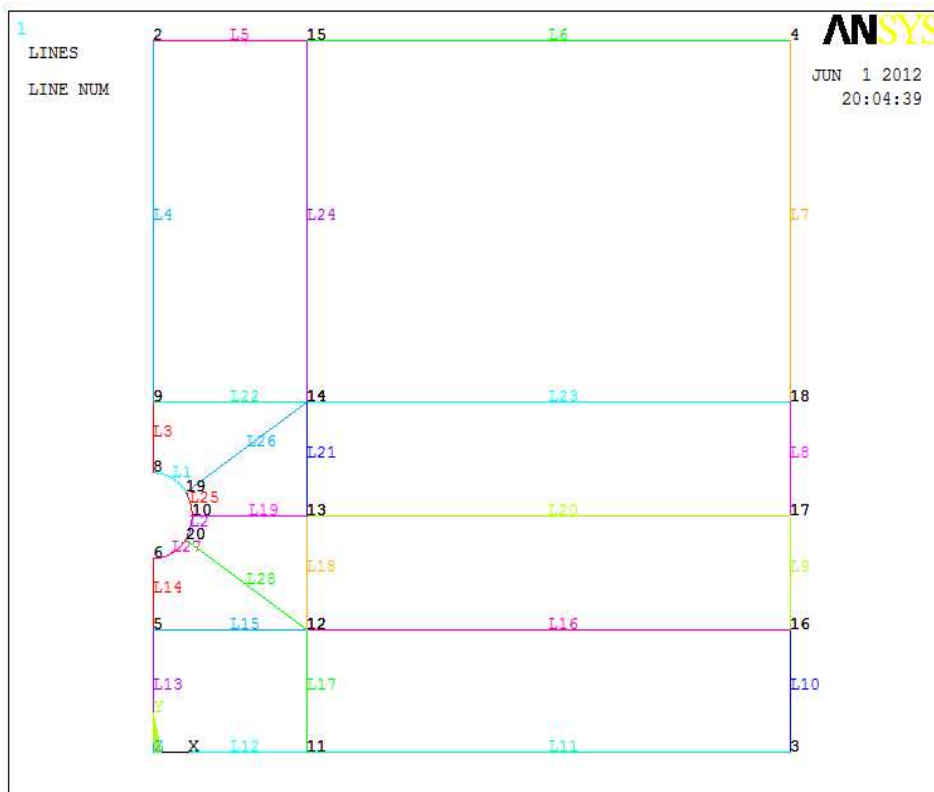 1
LINES
LINE NUM
ANSYS
JUN 1 2012
20:04:39
2 L5 15 L6 4
L4 L24 L7
9 L22 14 L23 18
L3 L26 L21 L8
8 L1
19
L25
10 L19 13 L20 17
L2
20
6 L27
L14 L28 L18 L9
5 L15 12 L16 16
L13 L17 L10
Y
Z X L12 11 L11 3